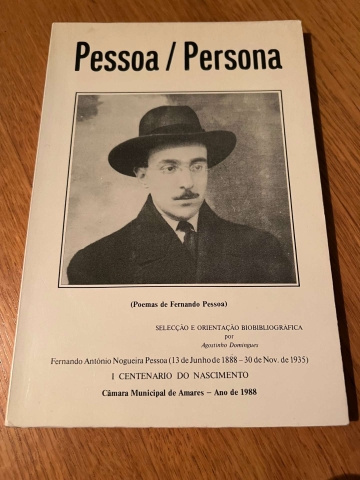 Pessoa / Persona
(Poemas de Fernando Pessoa)
SELECÇÃO E ORIENTAÇÃO BIOBIBLIOGRÁFICA
por
Agostinho Domingues
Fernando António Nogueira Pessoa (13 de Junho de 1888 – 30 de Nov. de 1935)
I CENTENARIO DO NASCIMENTO
Câmara Municipal de Amares – Ano de 1988